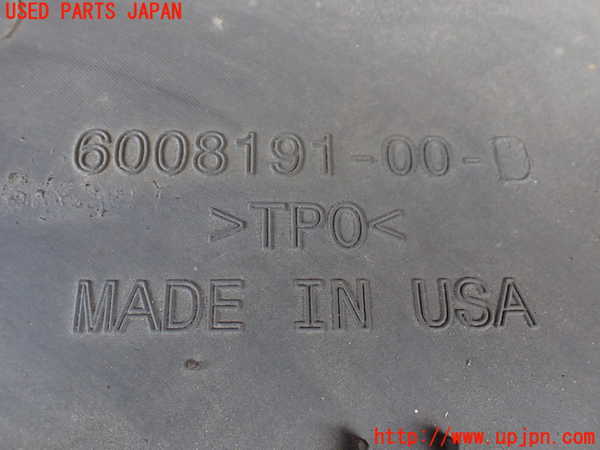 USED PARTS JAPAN
6008191-00-D
>TPO<
MADE IN USA
http://www.upjpn.com/